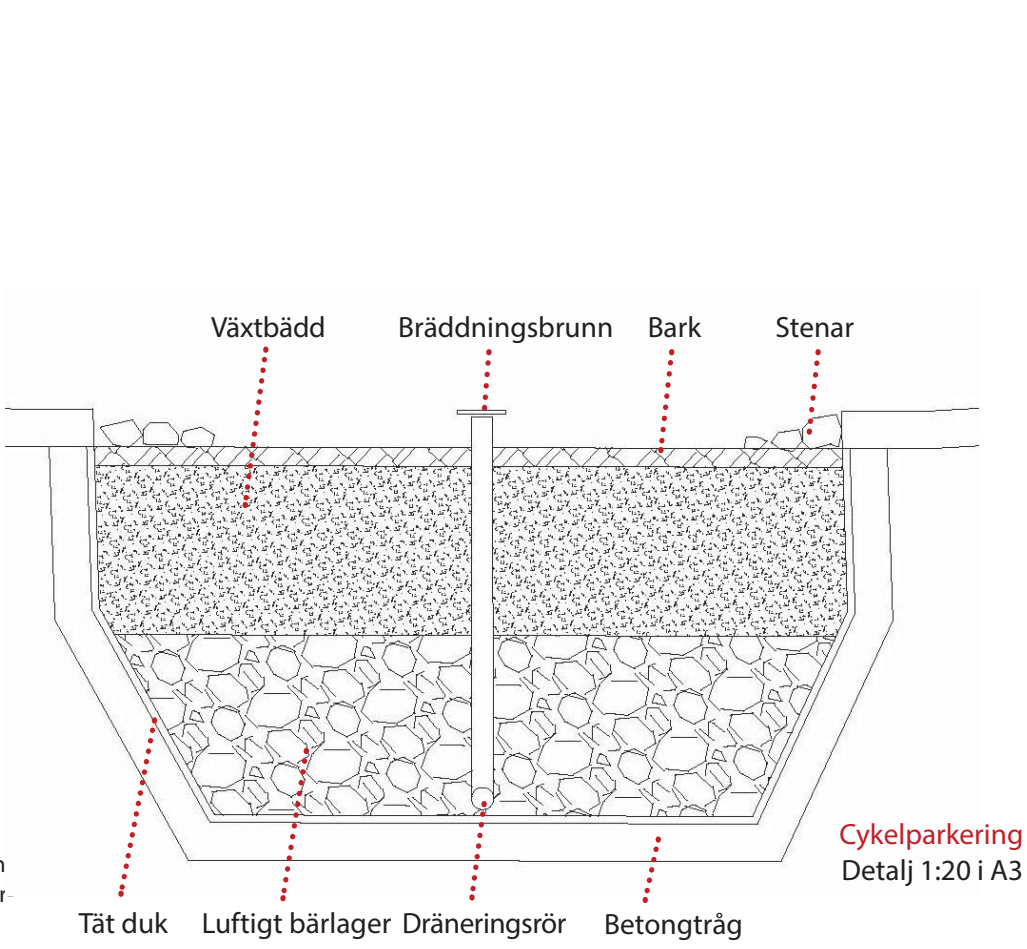 Växtbädd Bräddningsbrunn Bark Stenar
Cykelparkering
Detalj 1:20 i A3
n
r-
Tät duk Luftigt bärlager Dräneringsrör Betongtråg